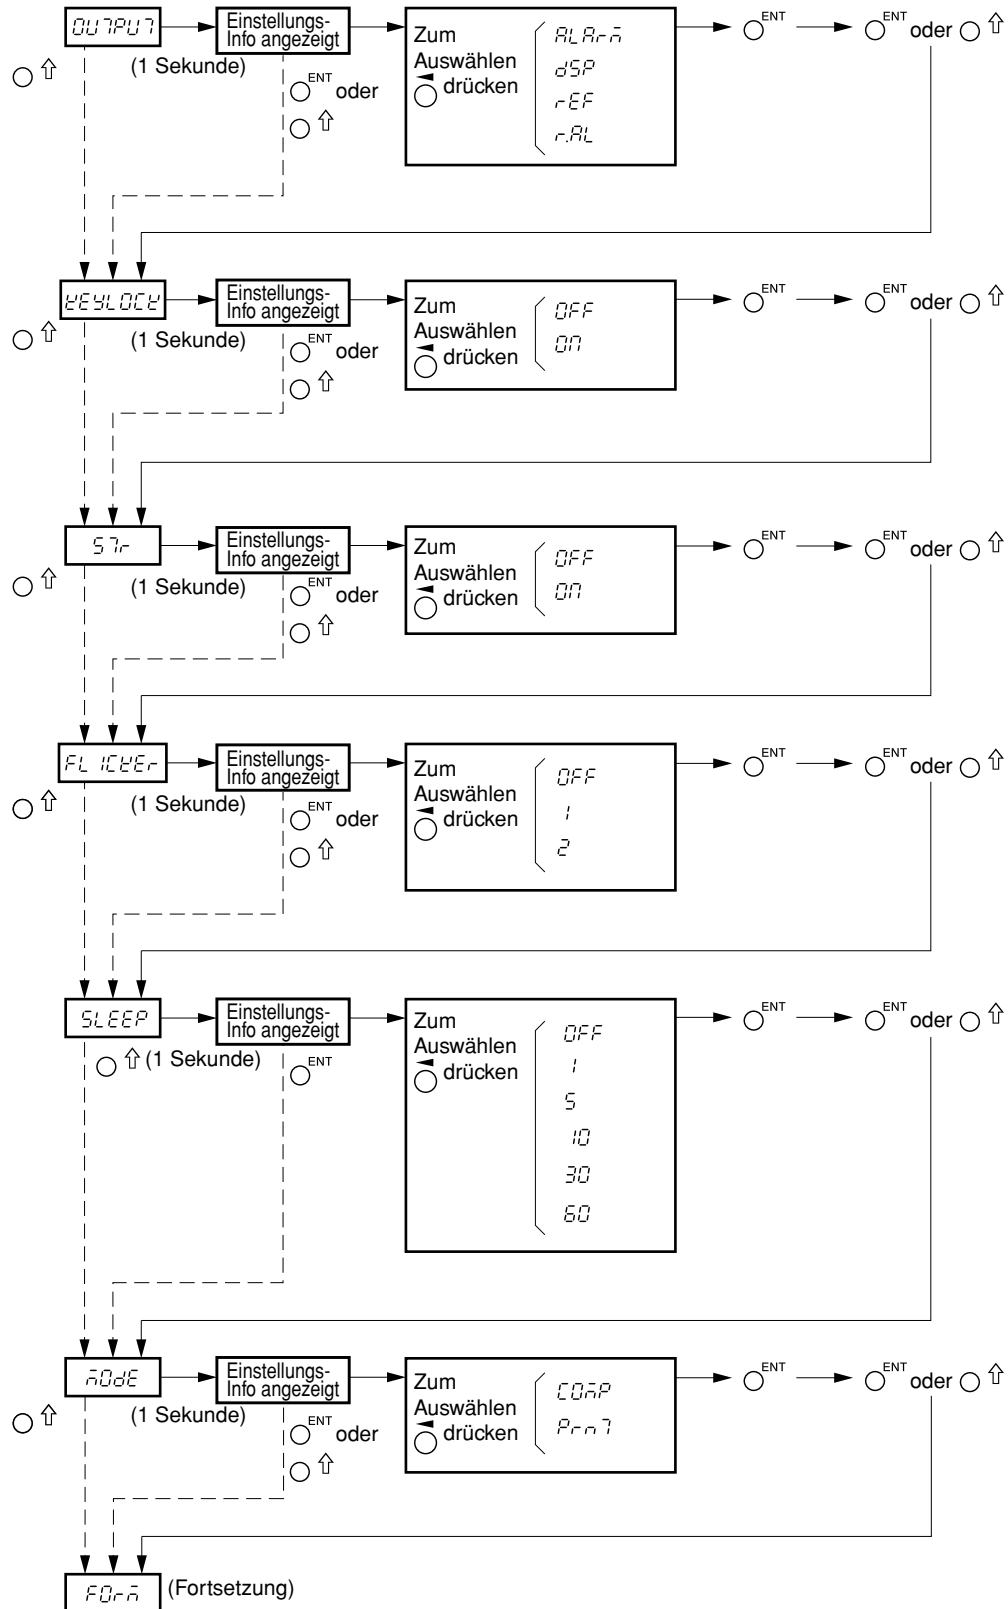 OUTPUT
Einstellungs-
Info angezeigt
(1 Sekunde)
ENT oder
Zum
Auswählen
drücken
ALArm
dSP
rEF
r.AL
ENT
ENT oder
KEYLOCK
Einstellungs-
Info angezeigt
(1 Sekunde)
ENT oder
Zum
Auswählen
drücken
OFF
ON
ENT
ENT oder
STr
Einstellungs-
Info angezeigt
(1 Sekunde)
ENT oder
Zum
Auswählen
drücken
OFF
ON
ENT
ENT oder
FLICKEr
Einstellungs-
Info angezeigt
(1 Sekunde)
ENT oder
Zum
Auswählen
drücken
OFF
1
2
ENT
ENT oder
SLEEP
Einstellungs-
Info angezeigt
(1 Sekunde)
ENT
Zum
Auswählen
drücken
OFF
1
5
10
30
60
ENT
ENT oder
mOdE
Einstellungs-
Info angezeigt
(1 Sekunde)
ENT oder
Zum
Auswählen
drücken
COmP
PrnT
ENT
ENT oder
FOrm
(Fortsetzung)